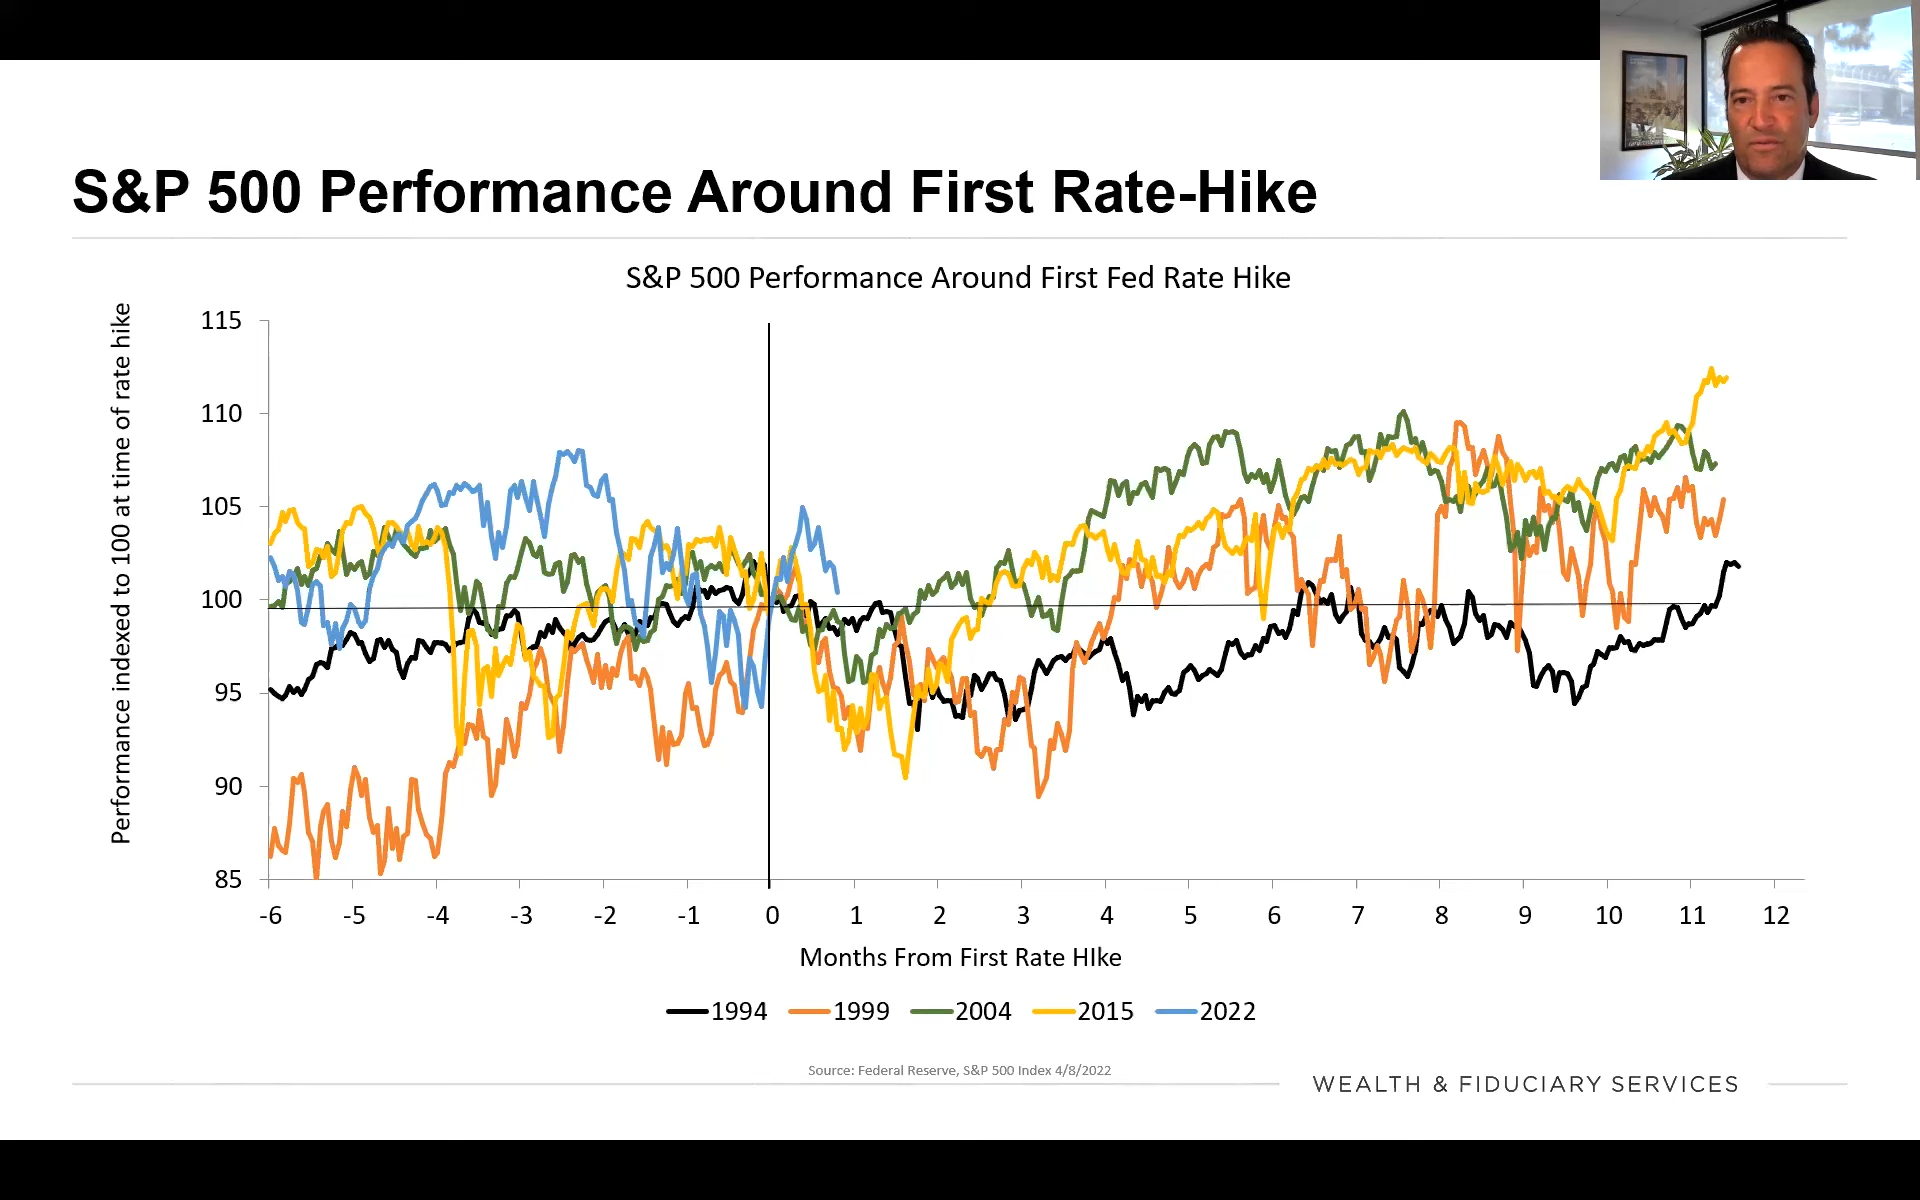 S&P 500 Performance Around First Rate-Hike
S&P 500 Performance Around First Fed Rate Hike
Performance indexed to 100 at time of rate hike
115
110
105
100
95
90
85
-6 -5 -4 -3 -2 -1 0 1 2 3 4 5 6 7 8 9 10 11 12
Months From First Rate HIke
1994 1999 2004 2015 2022
Source: Federal Reserve, S&P 500 Index 4/8/2022
WEALTH & FIDUCIARY SERVICES